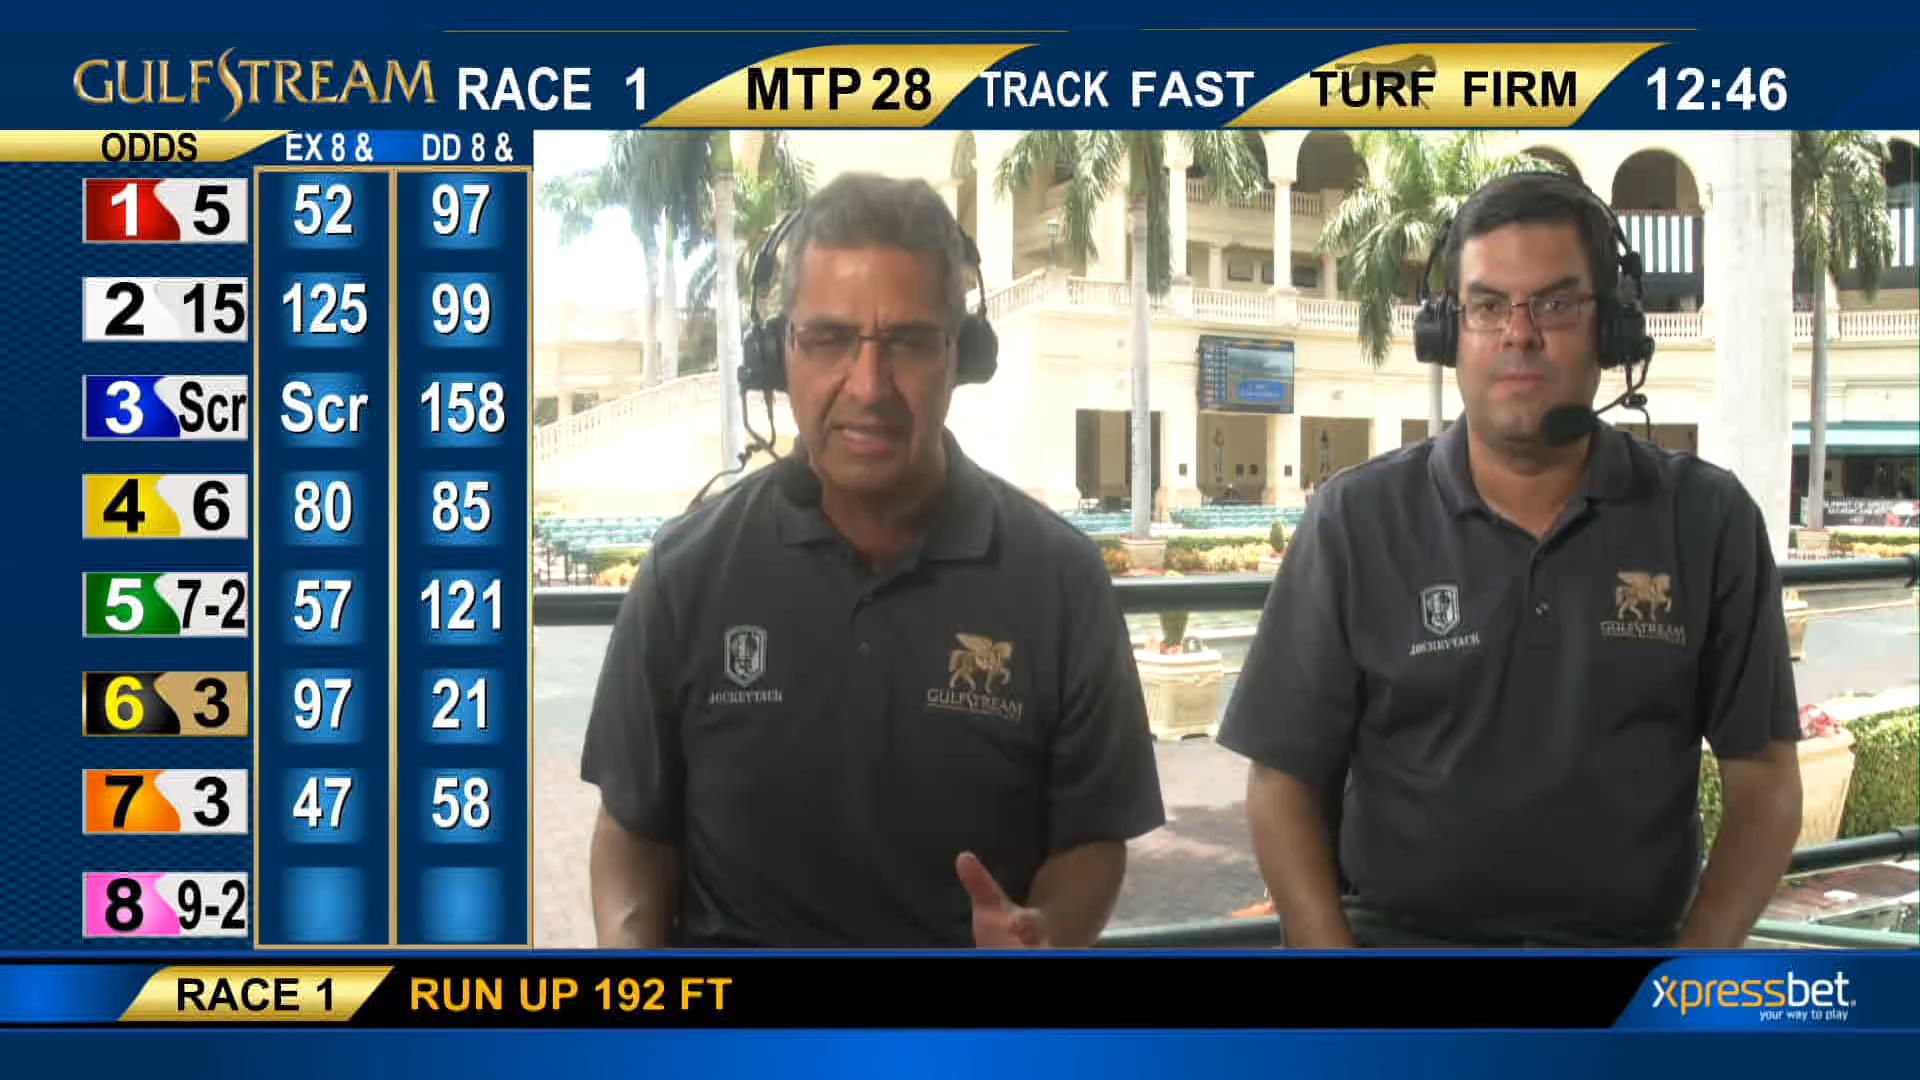 GULFSTREAM RACE 1 MTP 28 TRACK FAST TURF FIRM 12:46
ODDS EX 8 & DD 8 &
1 5 52 97
2 15 125 99
3 Scr Scr 158
4 6 80 85
5 7-2 57 121
6 3 97 21
7 3 47 58
8 9-2
JOCKEYTACK GULFSTREAM
JOCKEYTACK GULFSTREAM
RACE 1 RUN UP 192 FT
xpressbet.
your way to play